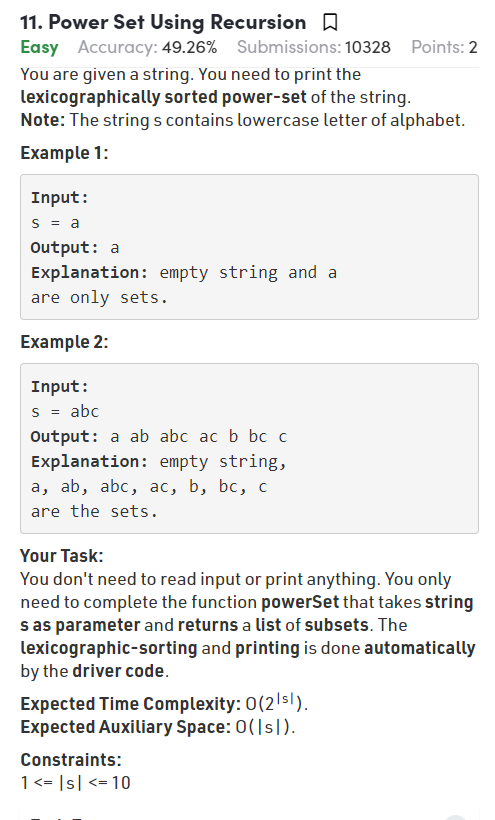 11. Power Set Using Recursion
Easy Accuracy: 49.26% Submissions: 10328 Points: 2
You are given a string. You need to print the
lexicographically sorted power-set of the string.
Note: The string s contains lowercase letter of alphabet.
Example 1:
Input:
s = a
Output: a
Explanation: empty string and a
are only sets.
Example 2:
Input:
s = abc
Output: a ab abc ac b bc c
Explanation: empty string,
a, ab, abc, ac, b, bc, c
are the sets.
Your Task:
You don't need to read input or print anything. You only
need to complete the function powerSet that takes string
s as parameter and returns a list of subsets. The
lexicographic-sorting and printing is done automatically
by the driver code.
Expected Time Complexity: O(2^|s|).
Expected Auxiliary Space: O(|s|).
Constraints:
1 <= |s| <= 10